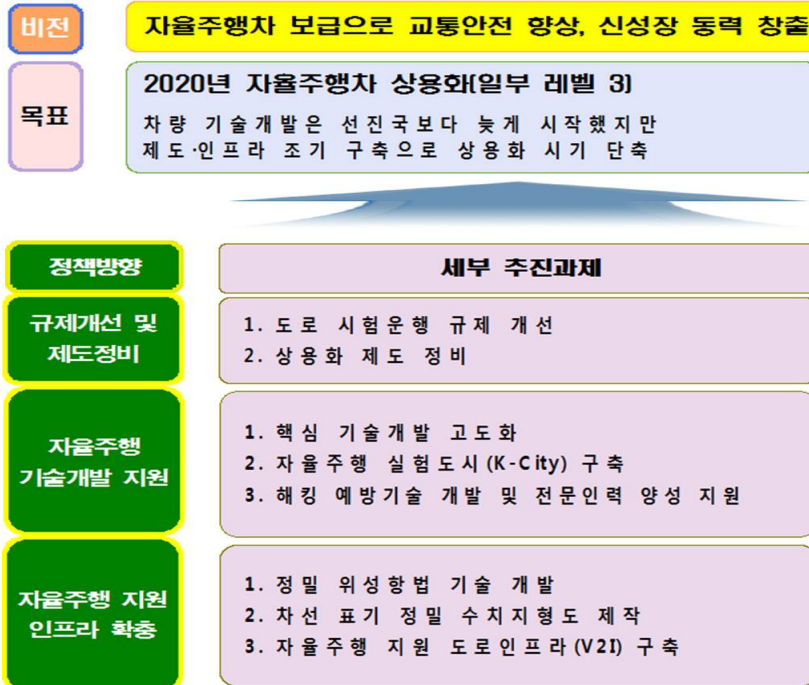 비전
자율주행차 보급으로 교통안전 향상, 신성장 동력 창출
목표
2020년 자율주행차 상용화(일부 레벨 3)
차량 기술개발은 선진국보다 늦게 시작했지만
제도·인프라 조기 구축으로 상용화 시기 단축
정책방향
세부 추진과제
규제개선 및
제도정비
1. 도로 시험운행 규제 개선
2. 상용화 제도 정비
자율주행
기술개발 지원
1. 핵심 기술개발 고도화
2. 자율주행 실험도시(K-City) 구축
3. 해킹 예방기술 개발 및 전문인력 양성 지원
자율주행 지원
인프라 확충
1. 정밀 위성항법 기술 개발
2. 차선 표기 정밀 수치지형도 제작
3. 자율주행 지원 도로인프라(V2I) 구축